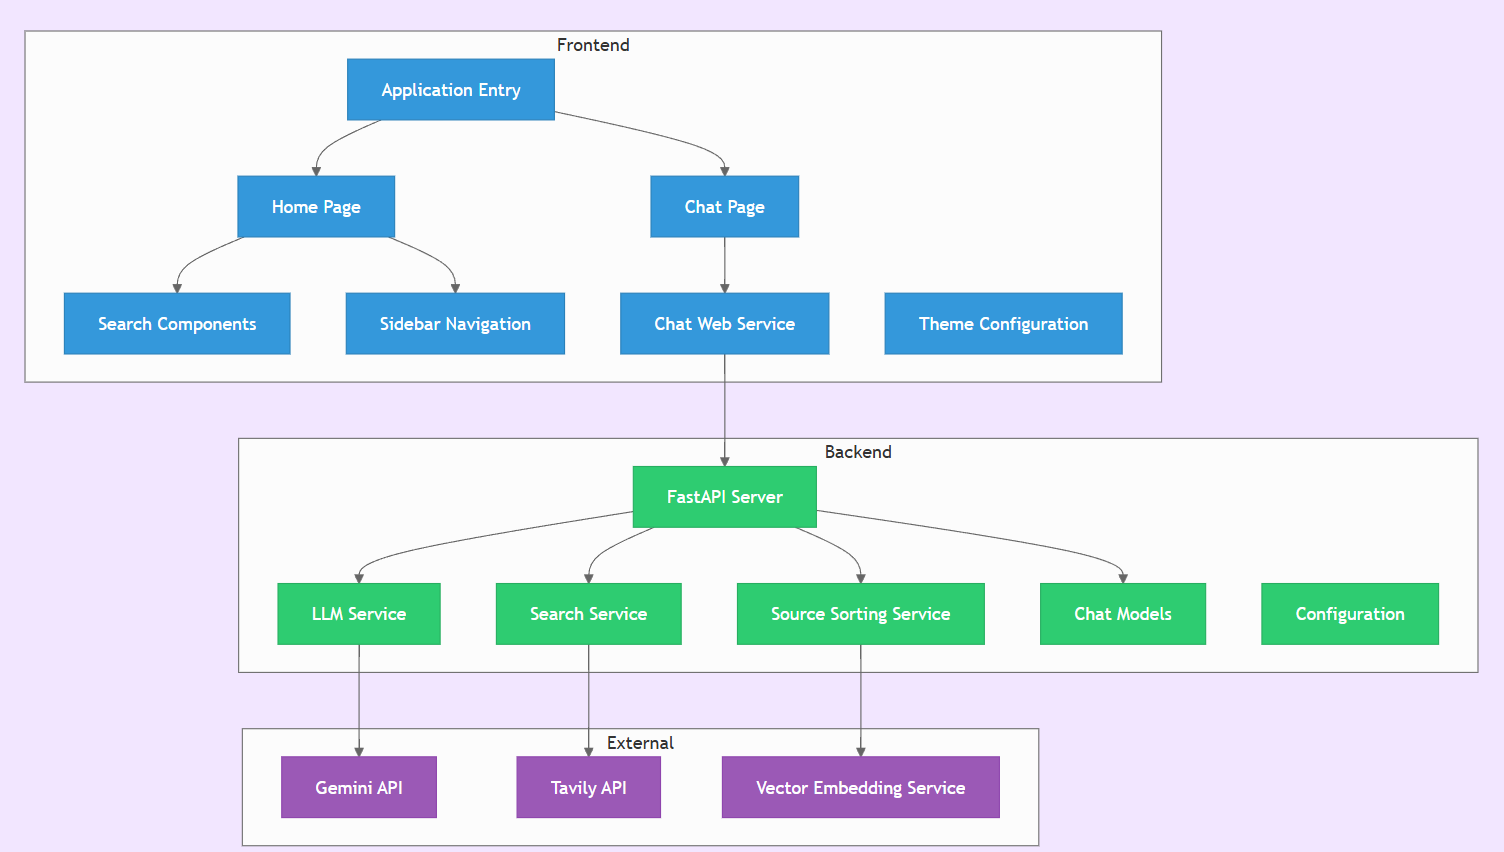 Frontend
Application Entry
Home Page
Chat Page
Search Components
Sidebar Navigation
Chat Web Service
Theme Configuration
Backend
FastAPI Server
LLM Service
Search Service
Source Sorting Service
Chat Models
Configuration
External
Gemini API
Tavily API
Vector Embedding Service